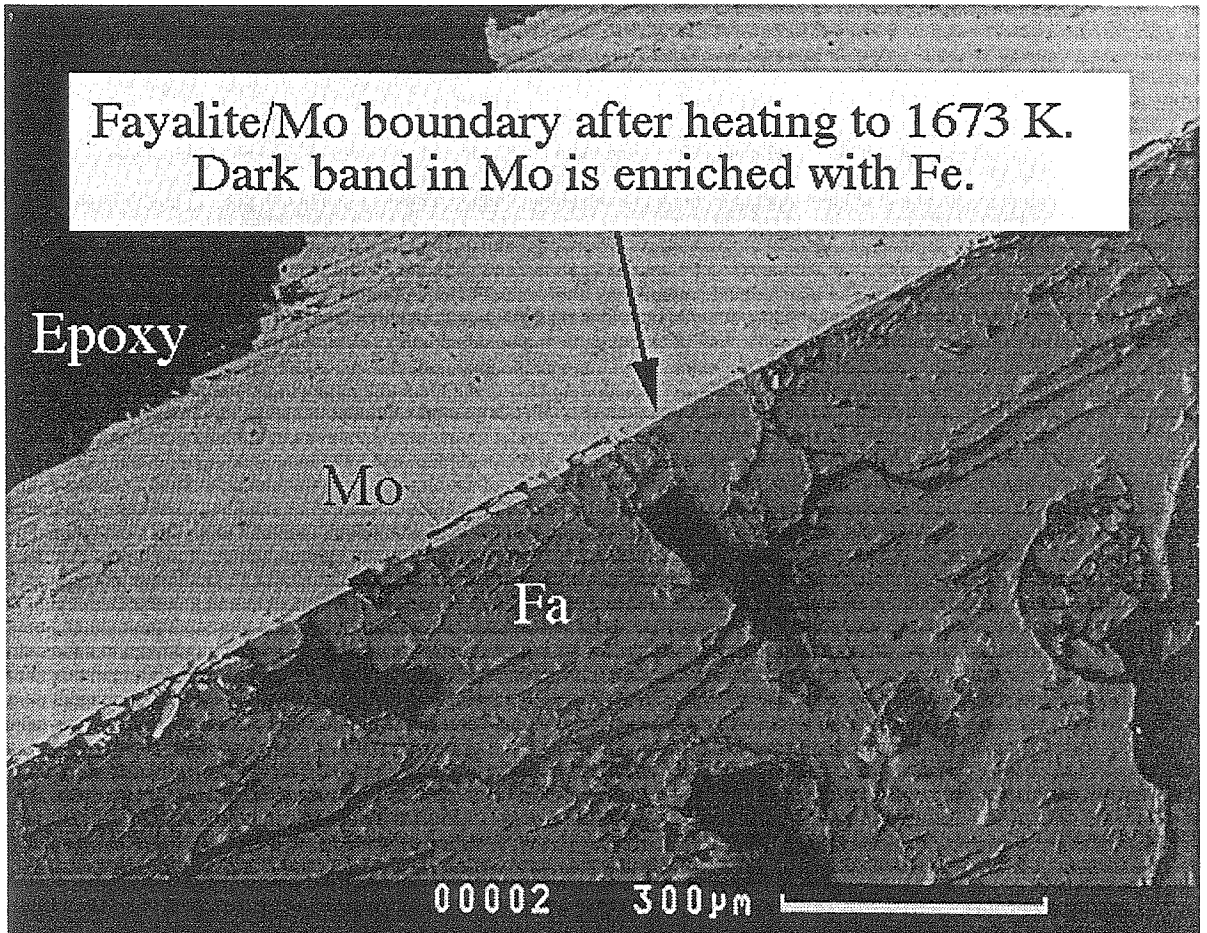 Fayalite/Mo boundary after heating to 1673 K.
Dark band in Mo is enriched with Fe.
Epoxy
Mo
Fa
00002 300µm